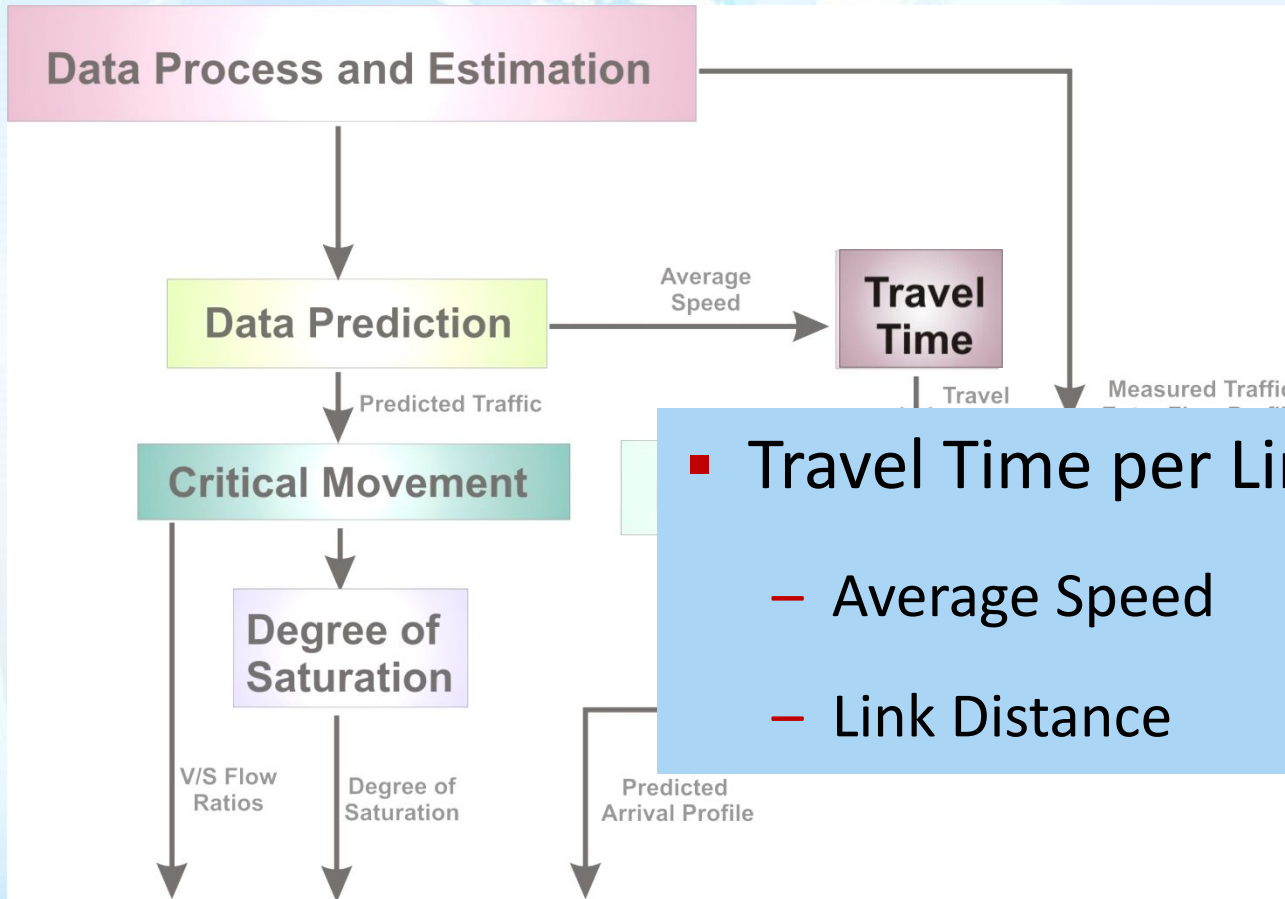 Data Process and Estimation
Average
Speed
Travel
Time
Data Prediction
Predicted Traffic
Travel
Measured Traffic
Critical Movement
▪ Travel Time per
– Average Speed
– Link Distance
Degree of
Saturation
V/S Flow
Ratios
Degree of
Saturation
Predicted
Arrival Profile